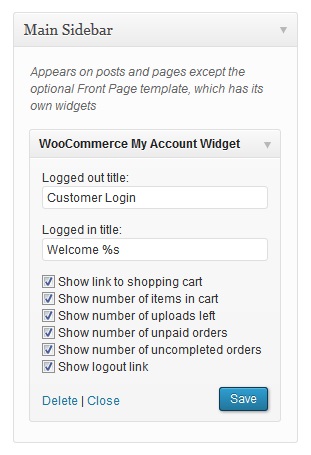 Main Sidebar
Appears on posts and pages except the
optional Front Page template, which has its
own widgets
WooCommerce My Account Widget
Logged out title:
Customer Login
Logged in title:
Welcome %s
Show link to shopping cart
Show number of items in cart
Show number of uploads left
Show number of unpaid orders
Show number of uncompleted orders
Show logout link
Delete | Close
Save